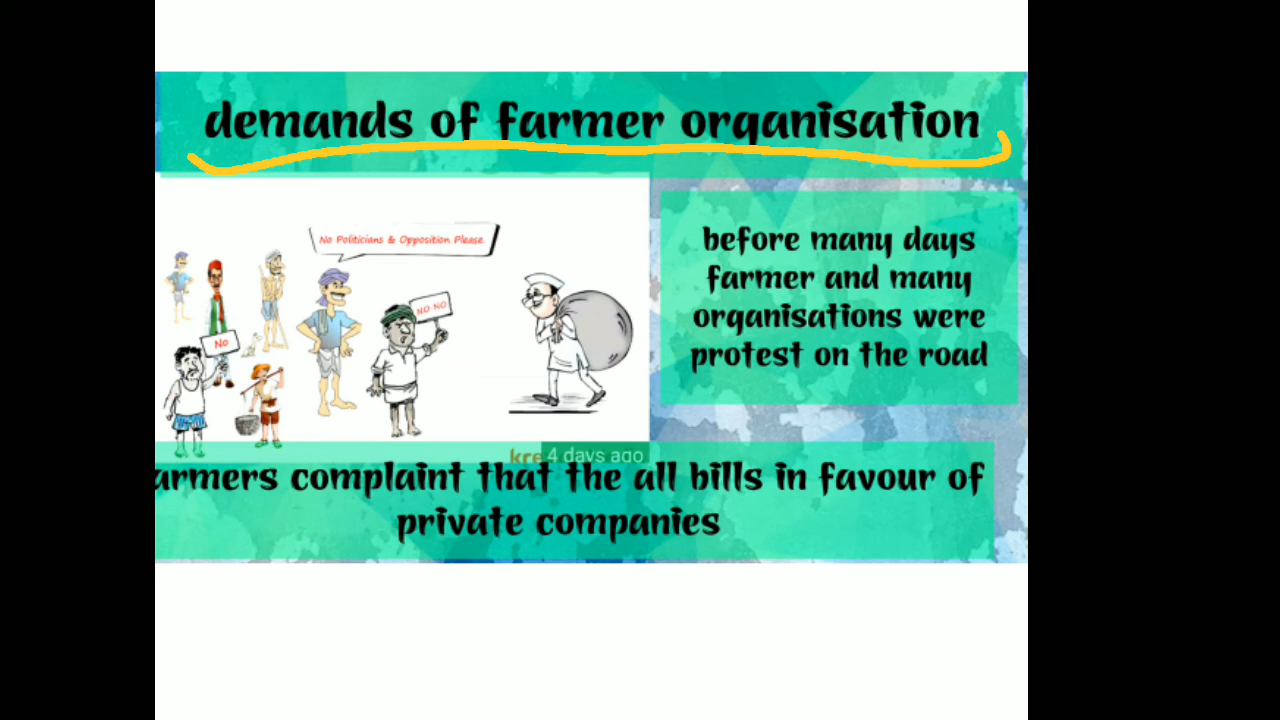 demands of farmer organisation
No Politicians & Opposition Please.
NO NO
No
before many days
farmer and many
organisations were
protest on the road
kre 4 days ago
armers complaint that the all bills in favour of
private companies